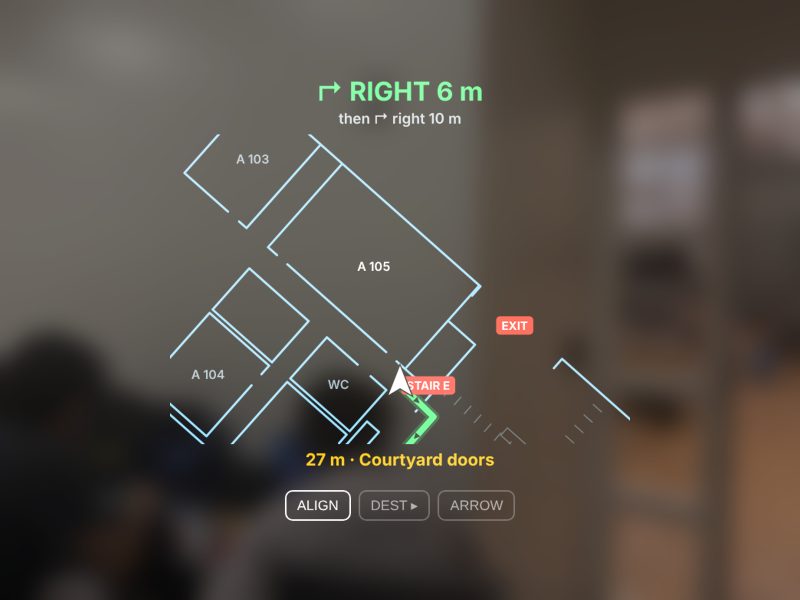 ↱ RIGHT 6 m
then ↱ right 10 m
A 103
A 105
EXIT
A 104
WC
STAIR E
27 m · Courtyard doors
ALIGN
DEST ▸
ARROW